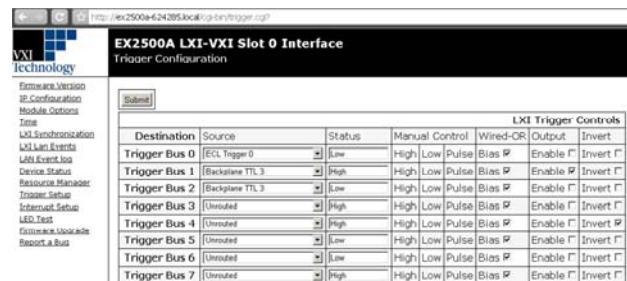 http://ex2500a-624285.local/cgi-bin/trigger.cgi?
VXI
Technology
EX2500A LXI-VXI Slot 0 Interface
Trigger Configuration
Firmware Version
IP Configuration
Module Options
Time
LXI Synchronization
LXI Lan Events
LAN Event log
Device Status
Resource Manager
Trigger Setup
Interrupt Setup
LED Test
Firmware Upgrade
Report a Bug
Submit
LXI Trigger Controls
Destination Source Status Manual Control Wired-OR Output Invert
Trigger Bus 0 ECL Trigger 0 Low High Low Pulse Bias Enable Invert
Trigger Bus 1 Backplane TTL 3 High High Low Pulse Bias Enable Invert
Trigger Bus 2 Backplane TTL 3 Low High Low Pulse Bias Enable Invert
Trigger Bus 3 Unrouted High High Low Pulse Bias Enable Invert
Trigger Bus 4 Unrouted High High Low Pulse Bias Enable Invert
Trigger Bus 5 Unrouted Low High Low Pulse Bias Enable Invert
Trigger Bus 6 Unrouted Low High Low Pulse Bias Enable Invert
Trigger Bus 7 Unrouted High High Low Pulse Bias Enable Invert